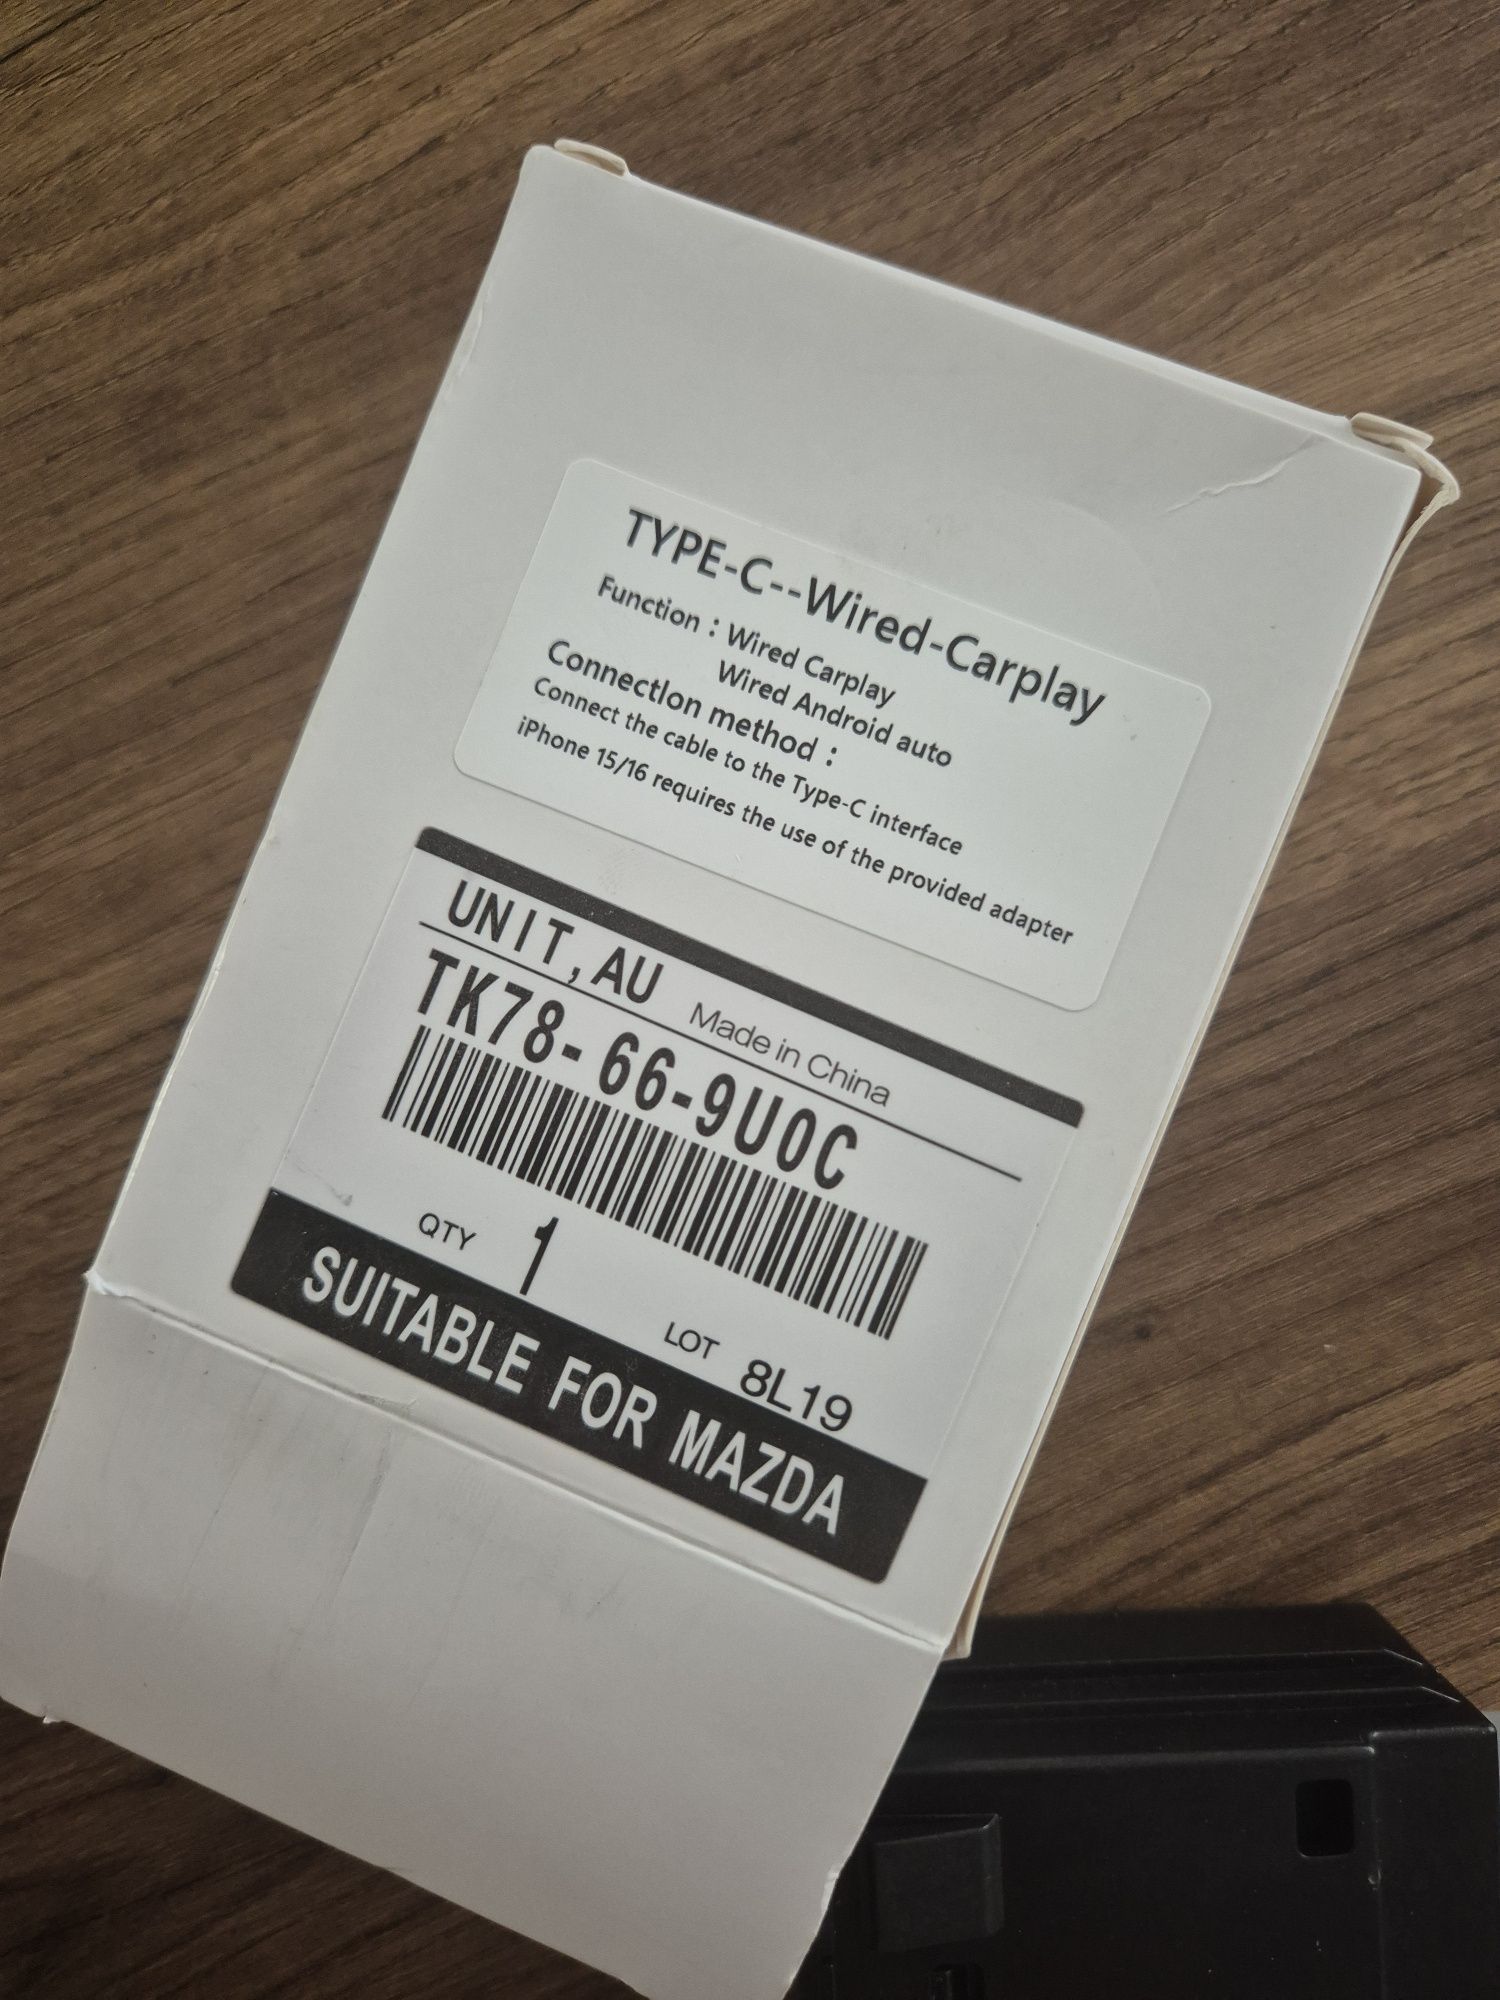 TYPE-C--Wired-Carplay
Function : Wired Carplay
Wired Android auto
ConnectIon method :
Connect the cable to the Type-C interface
iPhone 15/16 requires the use of the provided adapter
UNIT,AU Made in China
TK78-66-9U0C
QTY 1
LOT 8L19
SUITABLE FOR MAZDA